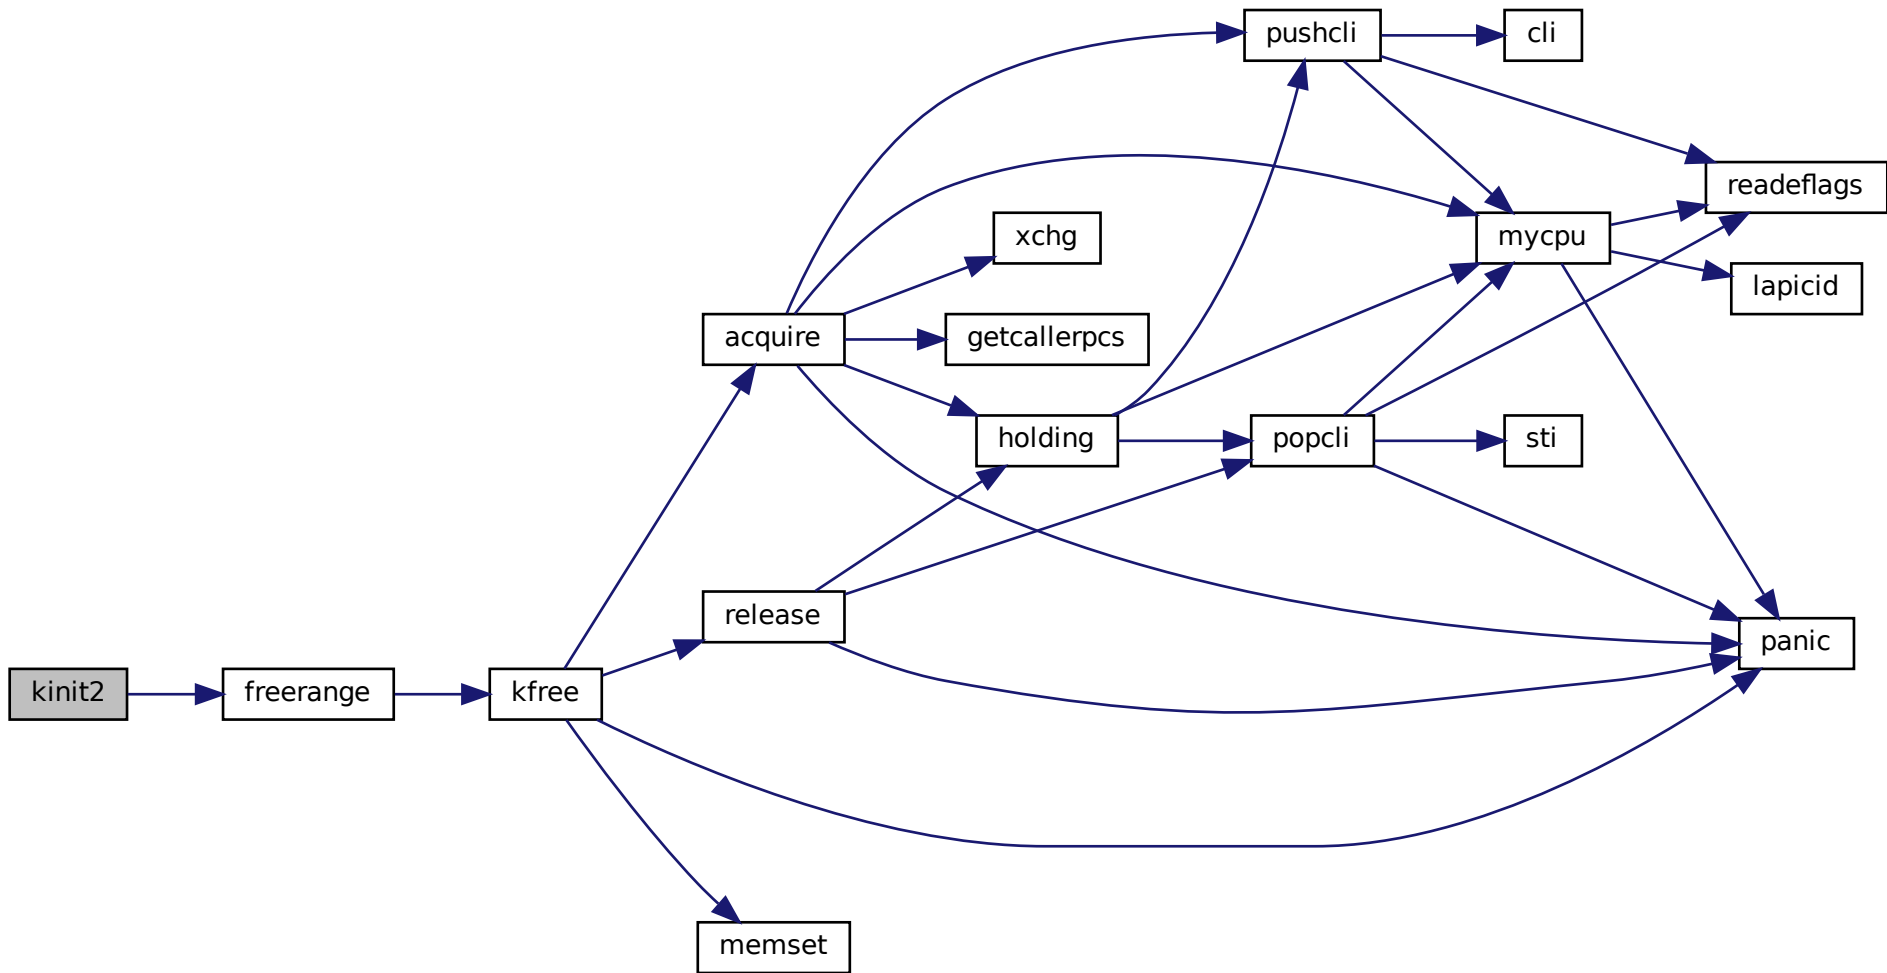 pushcli
cli
readeflags
xchg
mycpu
lapicid
acquire
getcallerpcs
holding
popcli
sti
release
panic
kinit2
freerange
kfree
memset